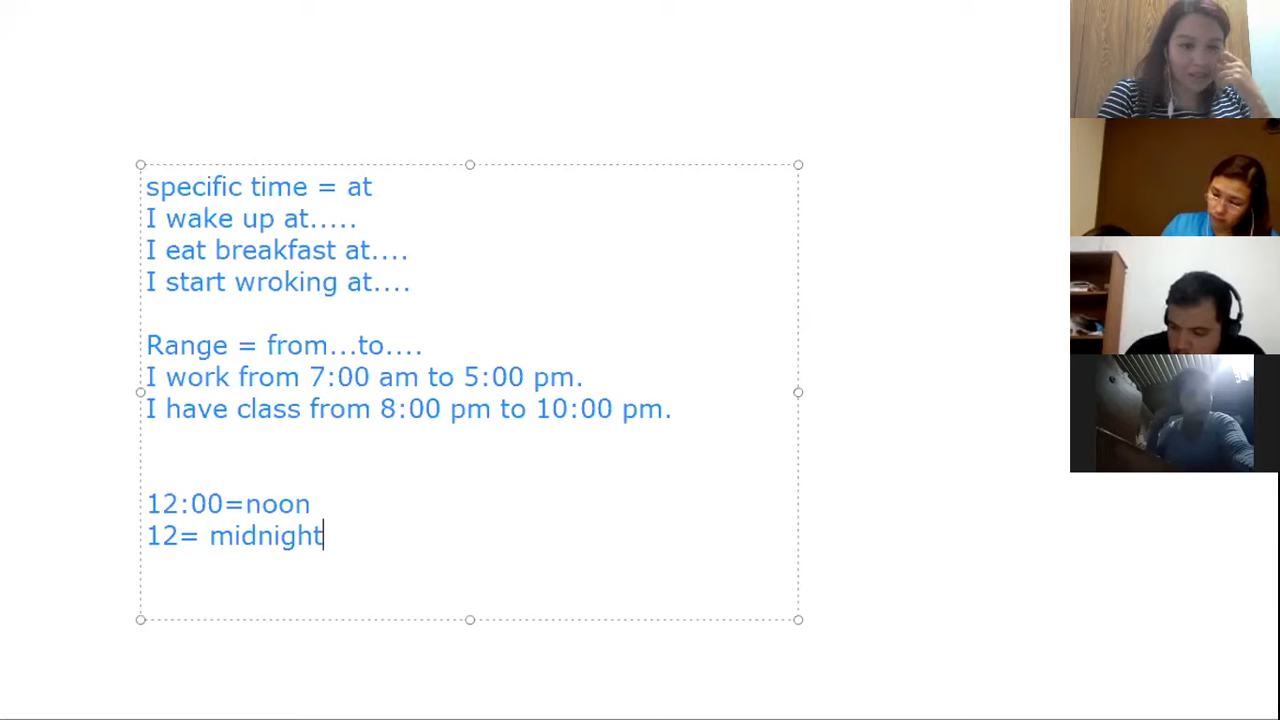 specific time = at
I wake up at.....
I eat breakfast at....
I start wroking at....
Range = from...to....
I work from 7:00 am to 5:00 pm.
I have class from 8:00 pm to 10:00 pm.
12:00=noon
12= midnight